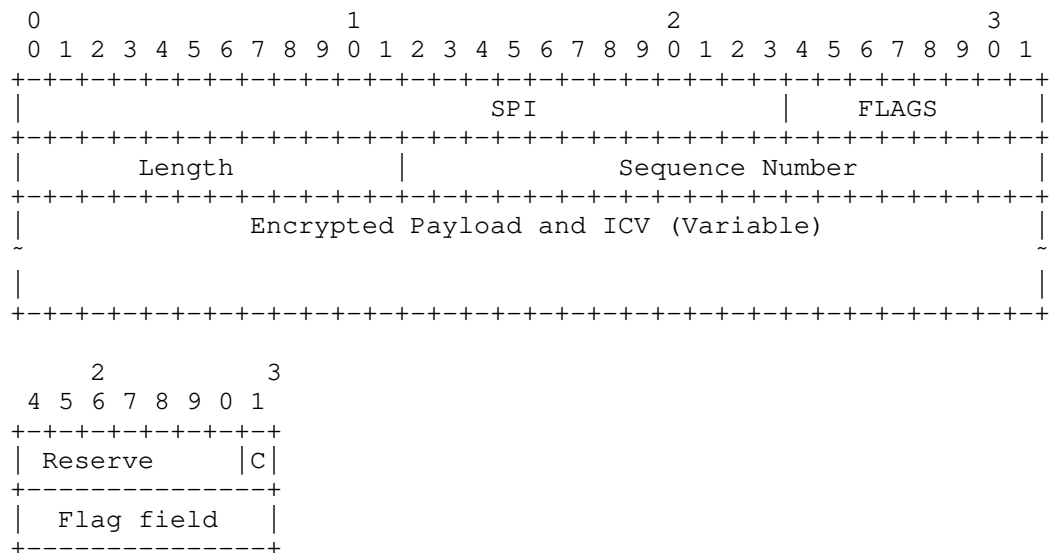 0                   1                   2                   3
0 1 2 3 4 5 6 7 8 9 0 1 2 3 4 5 6 7 8 9 0 1 2 3 4 5 6 7 8 9 0 1
+-+-+-+-+-+-+-+-+-+-+-+-+-+-+-+-+-+-+-+-+-+-+-+-+-+-+-+-+-+-+-+-+
|                             SPI               |    FLAGS      |
+-+-+-+-+-+-+-+-+-+-+-+-+-+-+-+-+-+-+-+-+-+-+-+-+-+-+-+-+-+-+-+-+
|       Length          |             Sequence Number           |
+-+-+-+-+-+-+-+-+-+-+-+-+-+-+-+-+-+-+-+-+-+-+-+-+-+-+-+-+-+-+-+-+
|              Encrypted Payload and ICV (Variable)             |
~                                                               ~
|                                                               |
+-+-+-+-+-+-+-+-+-+-+-+-+-+-+-+-+-+-+-+-+-+-+-+-+-+-+-+-+-+-+-+-+
2 3
4 5 6 7 8 9 0 1
+-+-+-+-+-+-+-+-+
| Reserve     |C|
+---------------+
|  Flag field   |
+---------------+